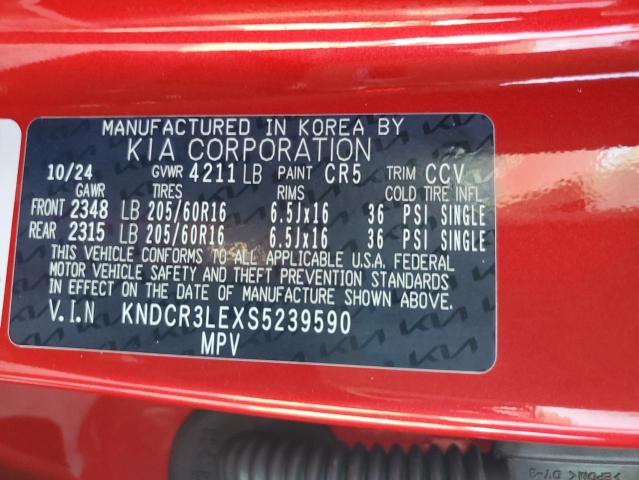 MANUFACTURED IN KOREA BY
KIA CORPORATION
10/24 GVWR 4211 LB PAINT CR5 TRIM CCV
GAWR TIRES RIMS COLD TIRE INFL
FRONT 2348 LB 205/60R16 6.5Jx16 36 PSI SINGLE
REAR 2315 LB 205/60R16 6.5Jx16 36 PSI SINGLE
THIS VEHICLE CONFORMS TO ALL APPLICABLE U.S.A. FEDERAL
MOTOR VEHICLE SAFETY AND THEFT PREVENTION STANDARDS
IN EFFECT ON THE DATE OF MANUFACTURE SHOWN ABOVE.
V.I.N KNDCR3LEXS5239590
MPV